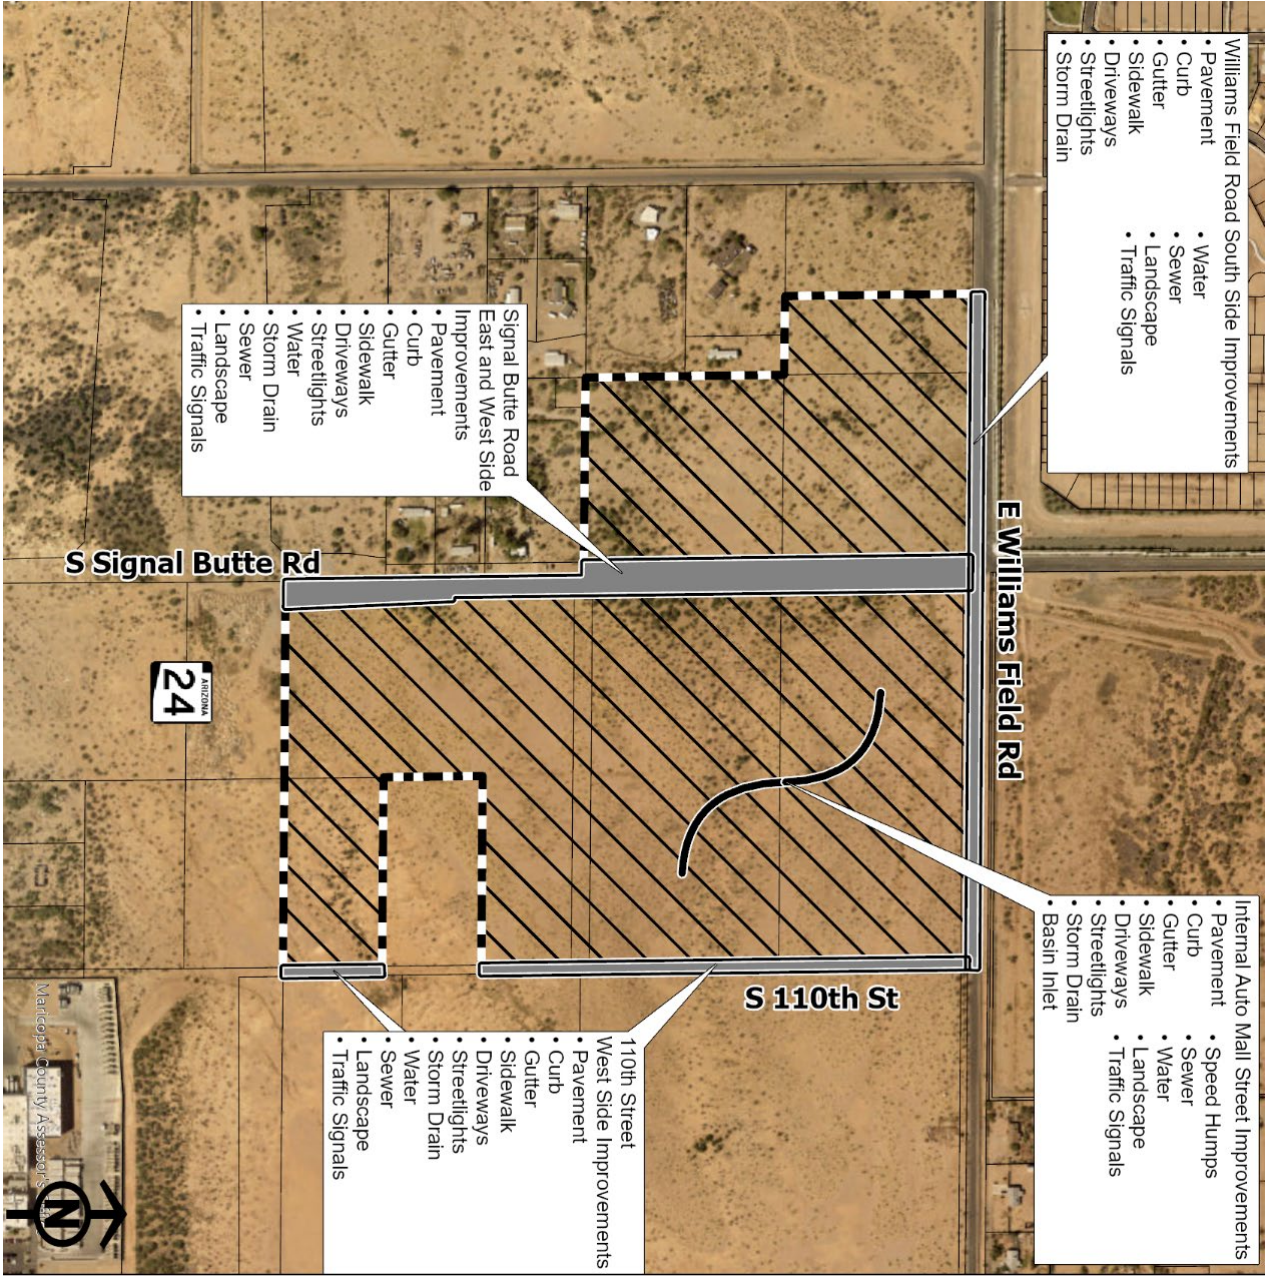 Williams Field Road South Side Improvements
• Pavement
• Curb
• Gutter
• Sidewalk
• Driveways
• Streetlights
• Storm Drain
• Water
• Sewer
• Landscape
• Traffic Signals
Internal Auto Mall Street Improvements
• Pavement
• Curb
• Gutter
• Sidewalk
• Driveways
• Streetlights
• Storm Drain
• Basin Inlet
• Speed Humps
• Sewer
• Water
• Landscape
• Traffic Signals
E Williams Field Rd
Signal Butte Road
East and West Side
Improvements
• Pavement
• Curb
• Gutter
• Sidewalk
• Driveways
• Streetlights
• Water
• Storm Drain
• Sewer
• Landscape
• Traffic Signals
S Signal Butte Rd
S 110th St
110th Street
West Side Improvements
• Pavement
• Curb
• Gutter
• Sidewalk
• Driveways
• Streetlights
• Storm Drain
• Water
• Sewer
• Landscape
• Traffic Signals
ARIZONA
24
Maricopa County Assessor's
N